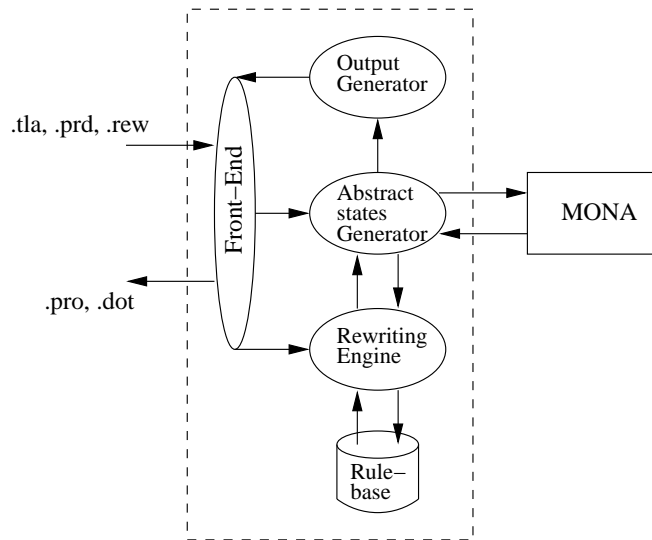 Output
Generator
.tla, .prd, .rew
Front−End
Abstract
states
Generator
MONA
.pro, .dot
Rewriting
Engine
Rule−
base